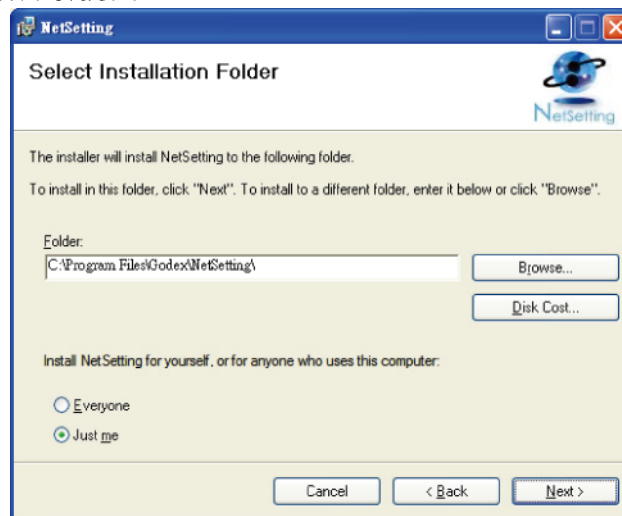 NetSetting
Select Installation Folder
NetSetting
The installer will install NetSetting to the following folder.
To install in this folder, click "Next". To install to a different folder, enter it below or click "Browse".
Folder:
C:\Program Files\Godex\NetSetting\
Browse...
Disk Cost...
Install NetSetting for yourself, or for anyone who uses this computer:
Everyone
Just me
Cancel
< Back
Next >